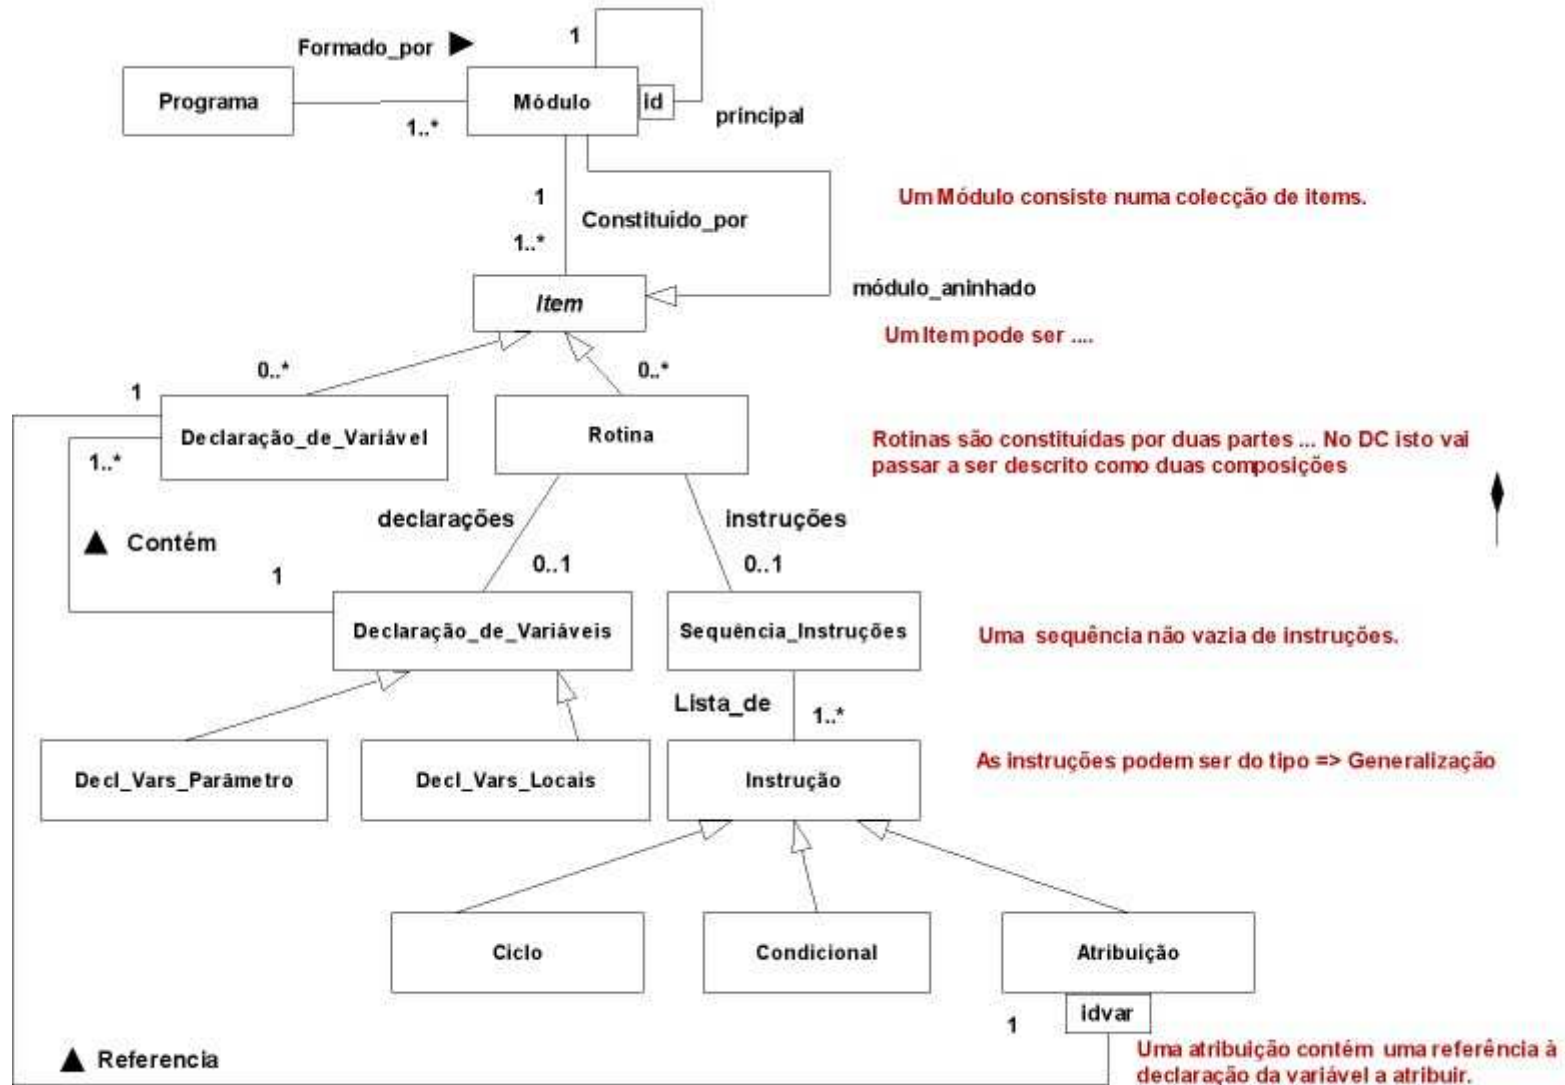 Formado_por
1
Programa
Módulo
id
1..*
principal
1
Constituído_por
1..*
Um Módulo consiste numa colecção de items.
Item
módulo_aninhado
Um Item pode ser ....
0..*
0..*
1
Declaração_de_Variável
Rotina
1..*
Rotinas são constituídas por duas partes ... No DC isto vai
passar a ser descrito como duas composições
declarações
instruções
Contém
1
0..1
0..1
Declaração_de_Variáveis
Sequência_Instruções
Uma sequência não vazia de instruções.
Lista_de
1..*
Decl_Vars_Parâmetro
Decl_Vars_Locais
Instrução
As instruções podem ser do tipo => Generalização
Ciclo
Condicional
Atribuição
1
idvar
Referencia
Uma atribuição contém uma referência à
declaração da variável a atribuir.